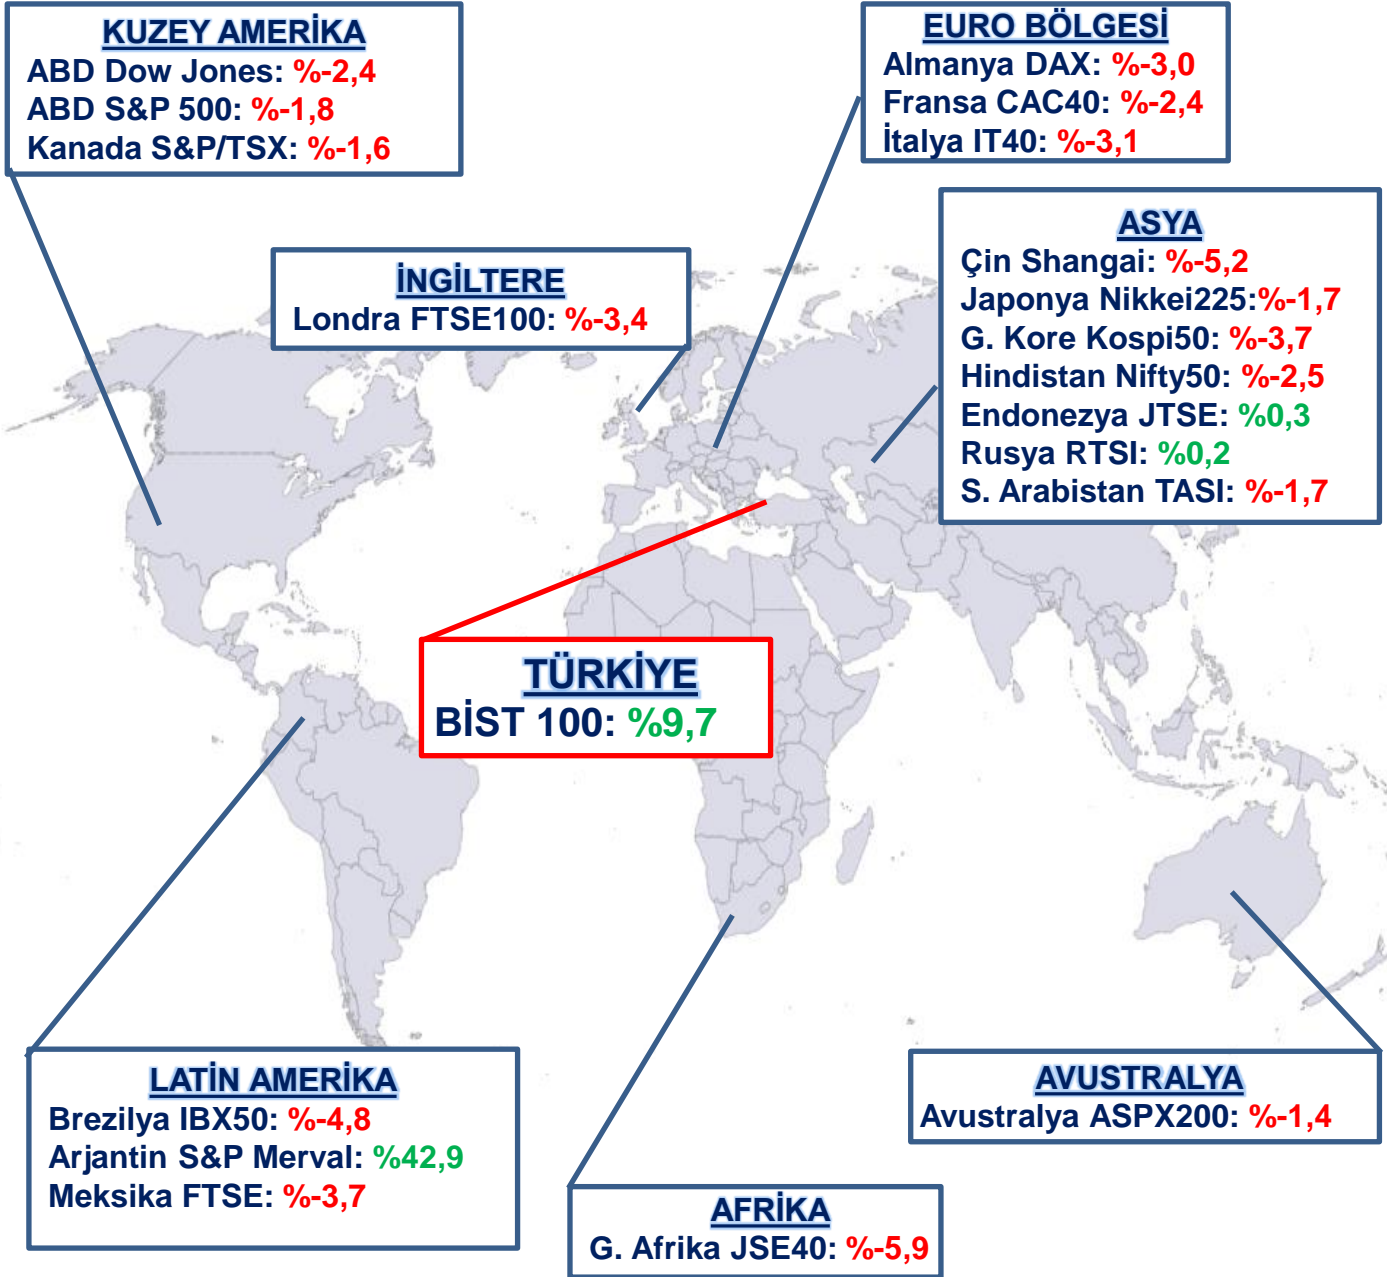 KUZEY AMERİKA
ABD Dow Jones: %-2,4
ABD S&P 500: %-1,8
Kanada S&P/TSX: %-1,6
EURO BÖLGESİ
Almanya DAX: %-3,0
Fransa CAC40: %-2,4
İtalya IT40: %-3,1
ASYA
Çin Shangai: %-5,2
Japonya Nikkei225:%-1,7
G. Kore Kospi50: %-3,7
Hindistan Nifty50: %-2,5
Endonezya JTSE: %0,3
Rusya RTSI: %0,2
S. Arabistan TASI: %-1,7
İNGİLTERE
Londra FTSE100: %-3,4
TÜRKİYE
BİST 100: %9,7
LATİN AMERİKA
Brezilya IBX50: %-4,8
Arjantin S&P Merval: %42,9
Meksika FTSE: %-3,7
AVUSTRALYA
Avustralya ASPX200: %-1,4
AFRİKA
G. Afrika JSE40: %-5,9